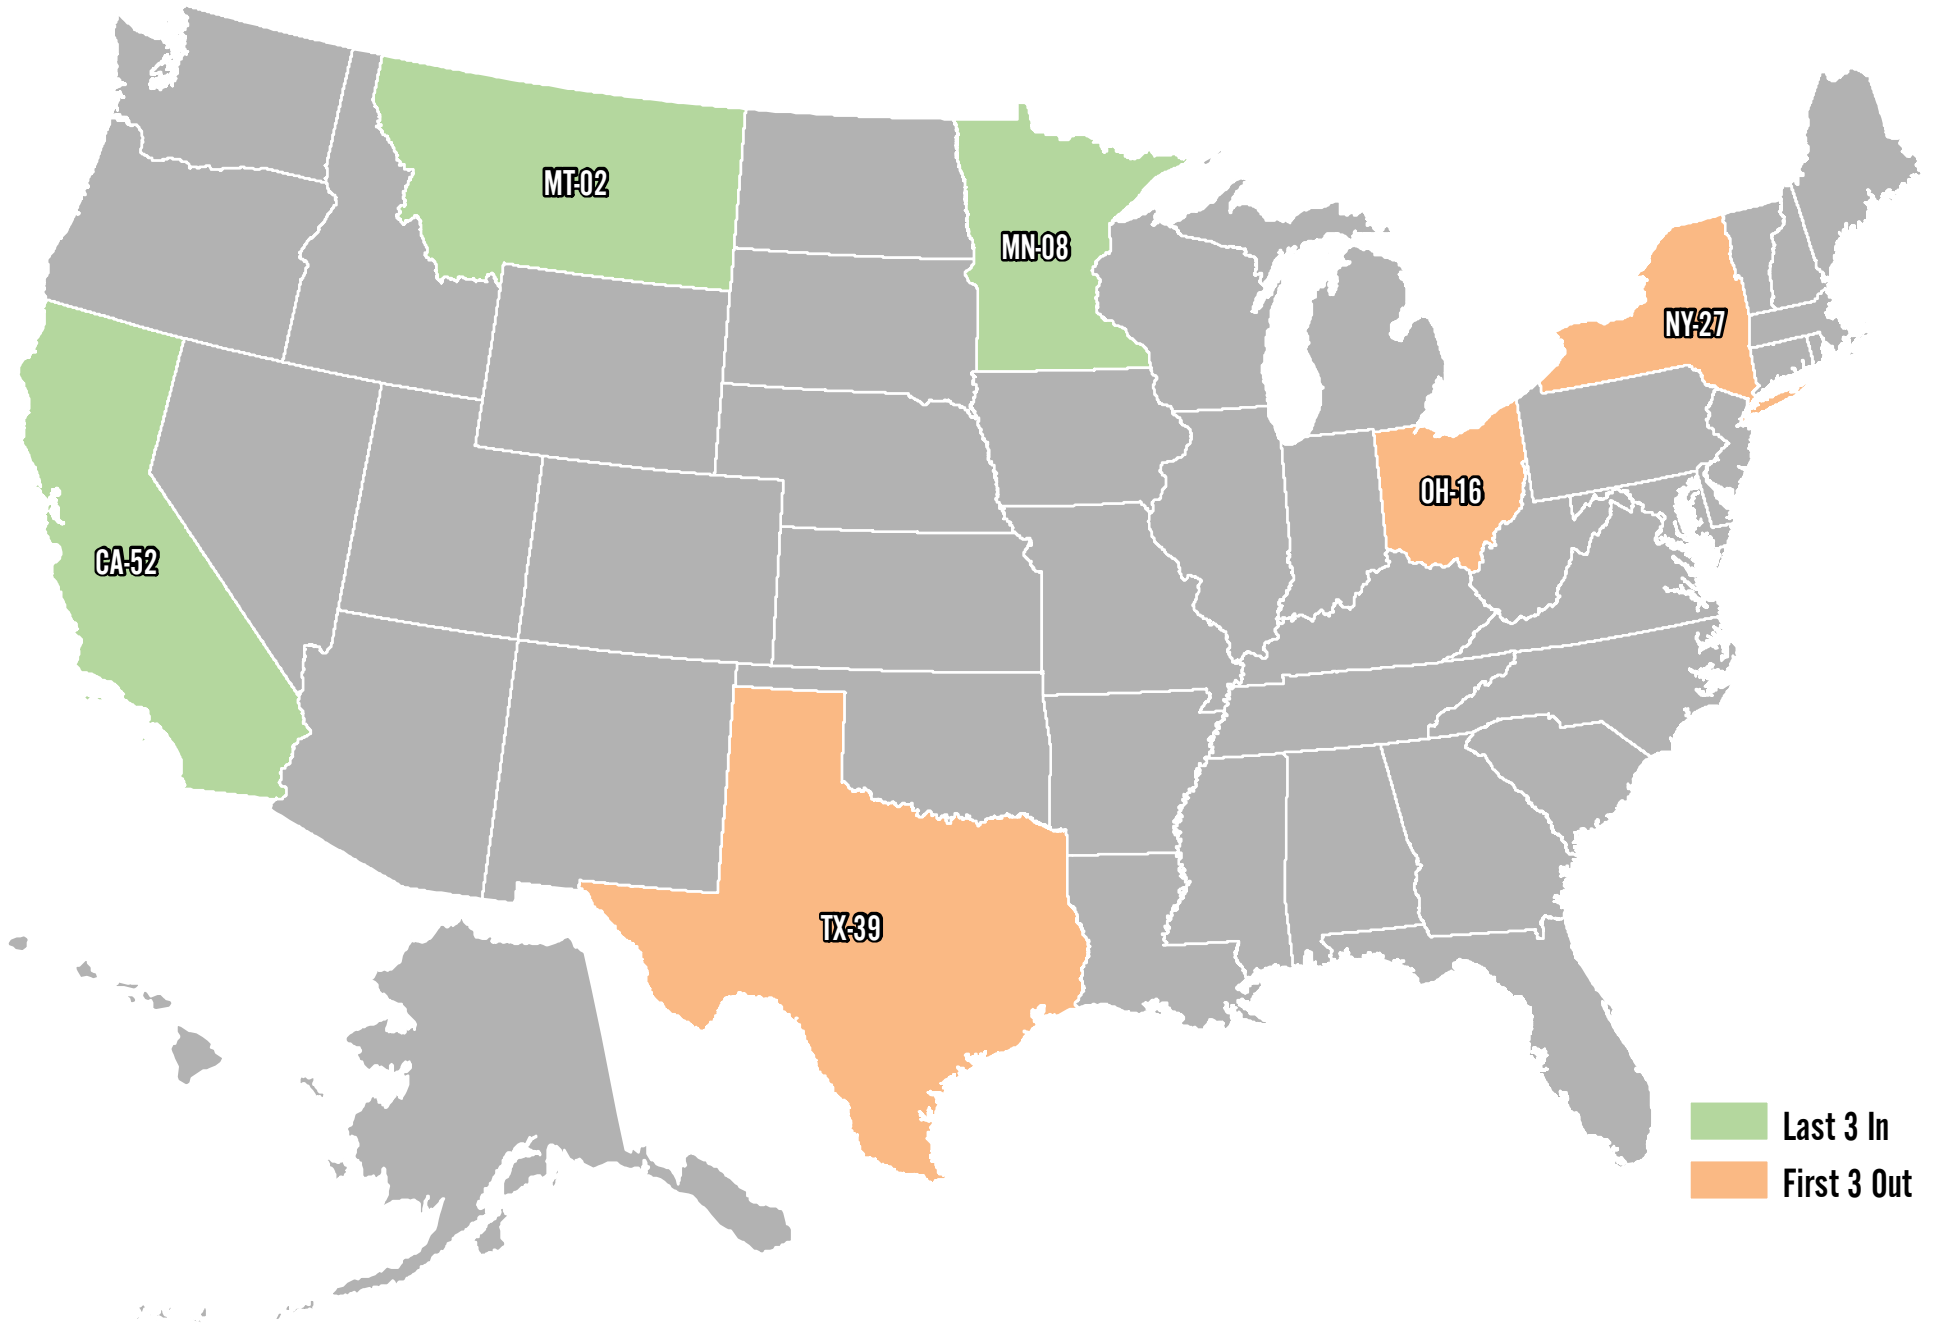 MT-02
MN-08
NY-27
OH-16
CA-52
TX-39
Last 3 In
First 3 Out